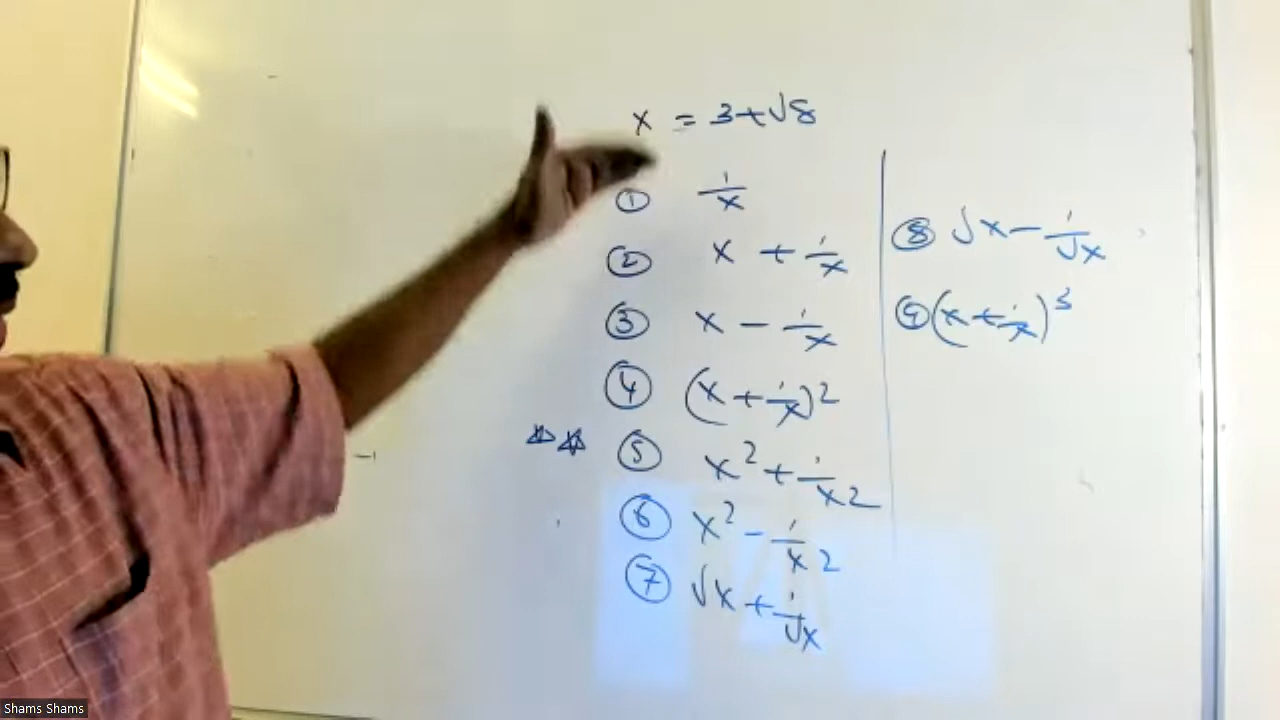 x = 3+√8
① 1/x
② x + 1/x
③ x − 1/x
④ (x + 1/x)2
⑤ x² + 1/x2
⑥ x² − 1/x2
⑦ √x + 1/√x
⑧ √x − 1/√x
⑨ (x + 1/x)³
Shams Shams